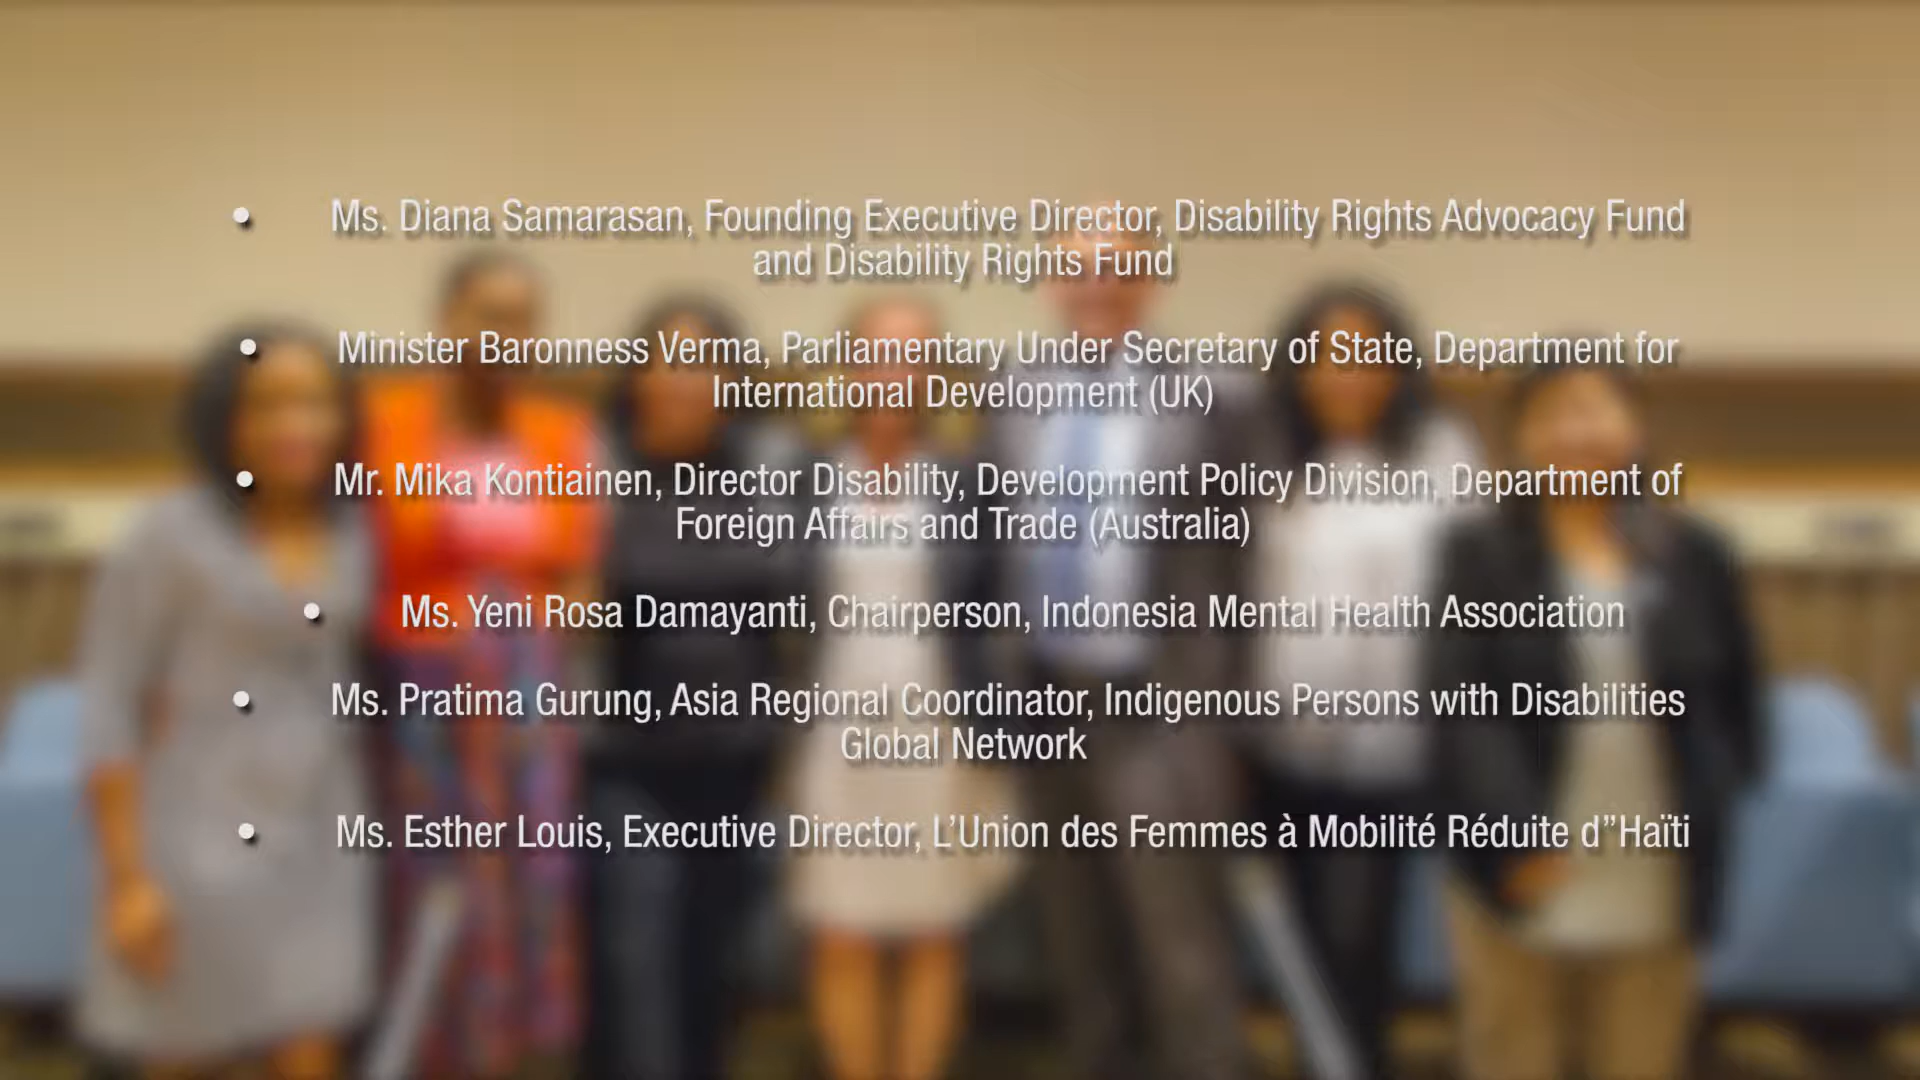 • Ms. Diana Samarasan, Founding Executive Director, Disability Rights Advocacy Fund
and Disability Rights Fund
• Minister Baronness Verma, Parliamentary Under Secretary of State, Department for
International Development (UK)
• Mr. Mika Kontiainen, Director Disability, Development Policy Division, Department of
Foreign Affairs and Trade (Australia)
• Ms. Yeni Rosa Damayanti, Chairperson, Indonesia Mental Health Association
• Ms. Pratima Gurung, Asia Regional Coordinator, Indigenous Persons with Disabilities
Global Network
• Ms. Esther Louis, Executive Director, L’Union des Femmes à Mobilité Réduite d”Haïti